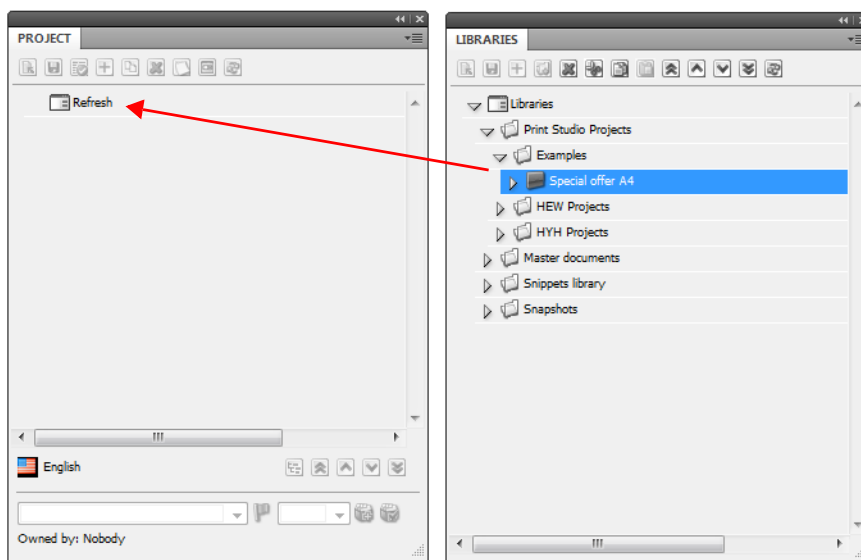 PROJECT
Refresh
English
Owned by: Nobody
LIBRARIES
Libraries
Print Studio Projects
Examples
Special offer A4
HEW Projects
HYH Projects
Master documents
Snippets library
Snapshots